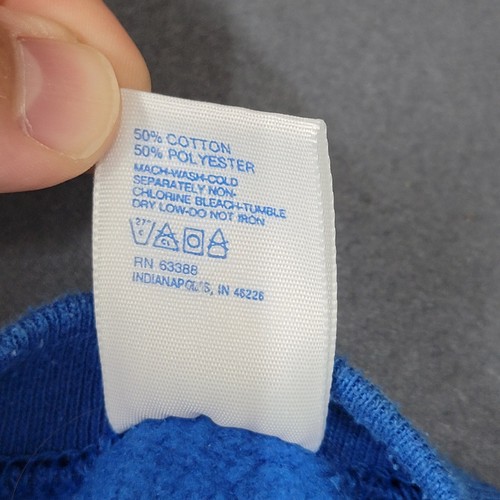 50% COTTON
50% POLYESTER
MACH-WASH-COLD
SEPARATELY NON-
CHLORINE BLEACH-TUMBLE
DRY LOW-DO NOT IRON
27°
C
RN 63388
INDIANAPOLIS, IN 46226